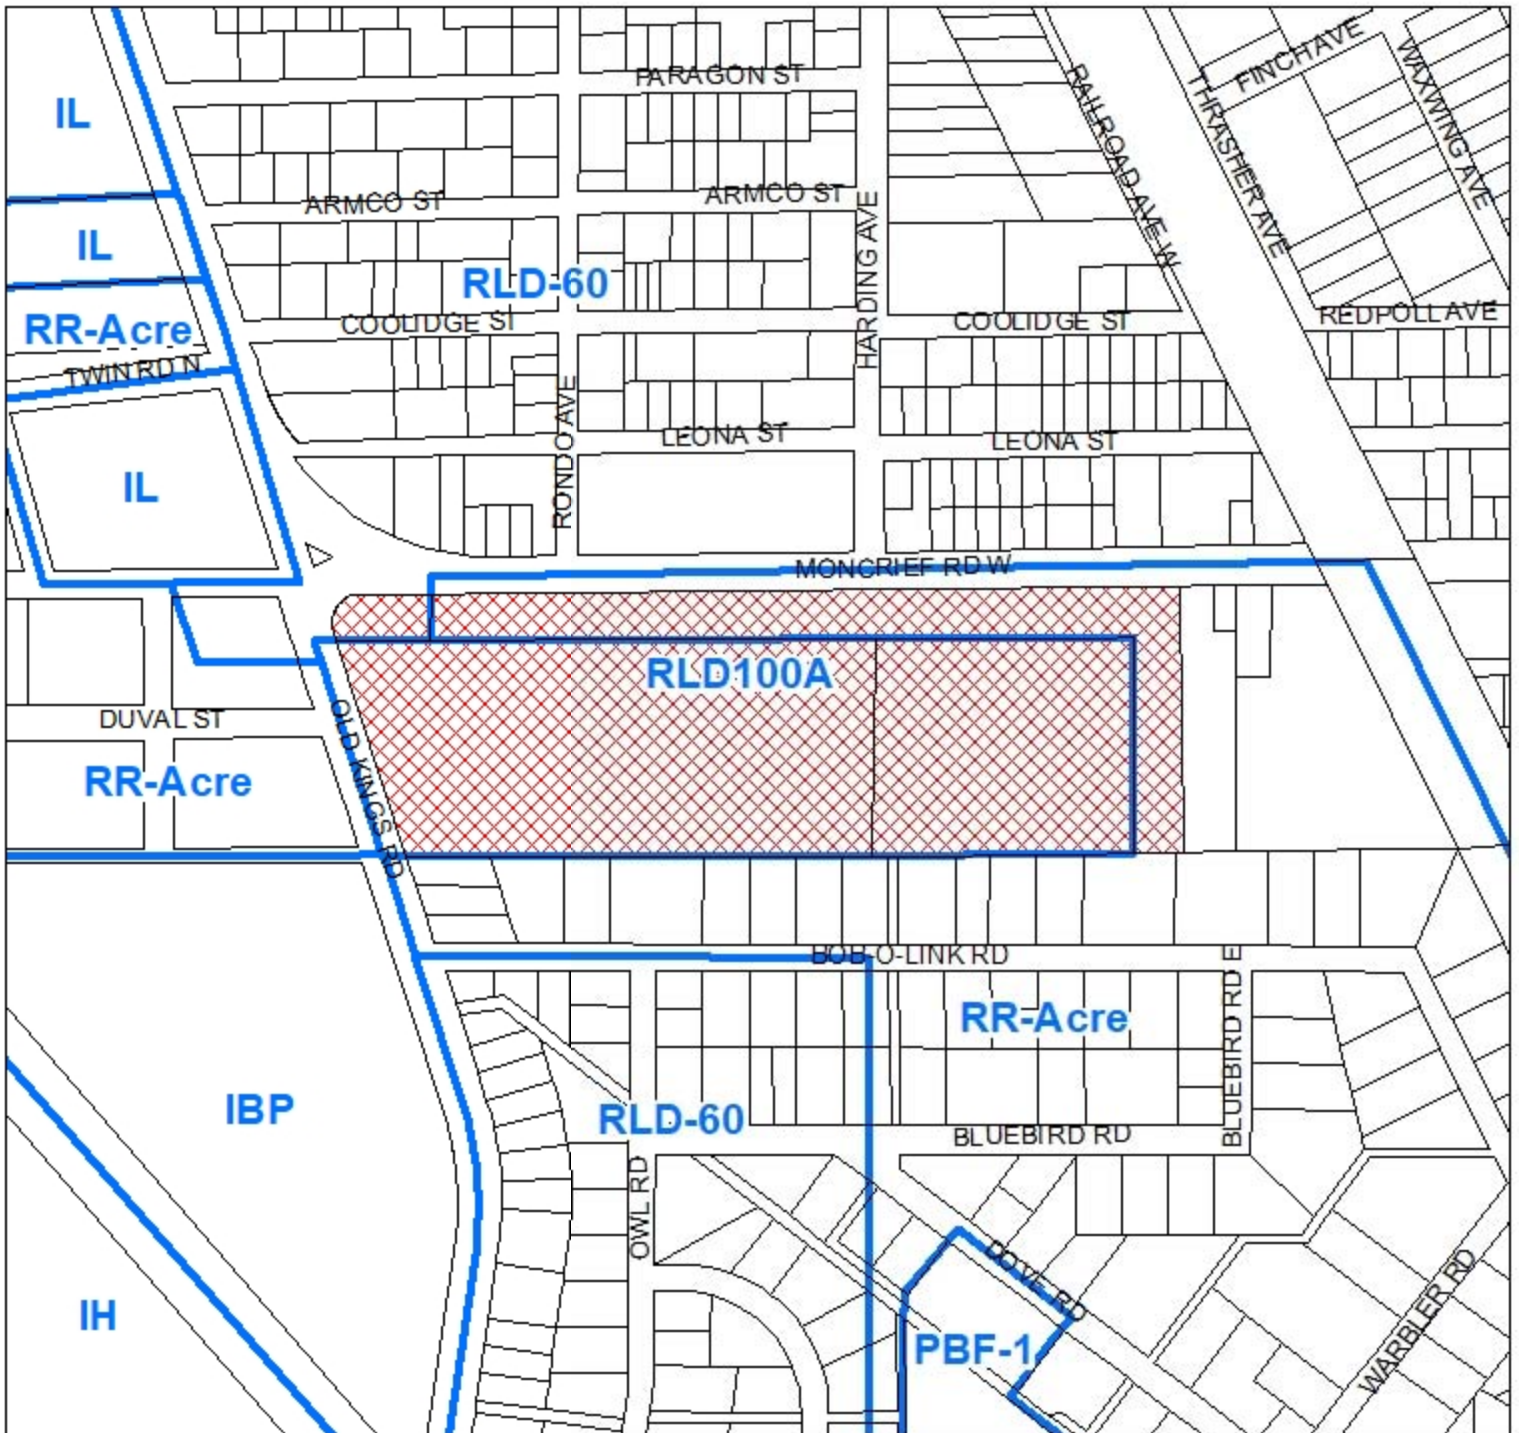 PARAGON ST
FINCH AVE
WAXWING AVE
RAILROAD AVE W
THRASHER AVE
IL
ARMCO ST
ARMCO ST
HARDING AVE
IL
RLD-60
RR-Acre
COOLIDGE ST
COOLIDGE ST
REDPOLL AVE
TWIN RD N
RONDO AVE
LEONA ST
LEONA ST
IL
MONCRIEF RD W
RLD100A
DUVAL ST
OLD KINGS RD
RR-Acre
BOB-O-LINK RD
BLUEBIRD RD E
RR-Acre
IBP
RLD-60
BLUEBIRD RD
OWL RD
DOVE RD
IH
PBF-1
WARBLER RD